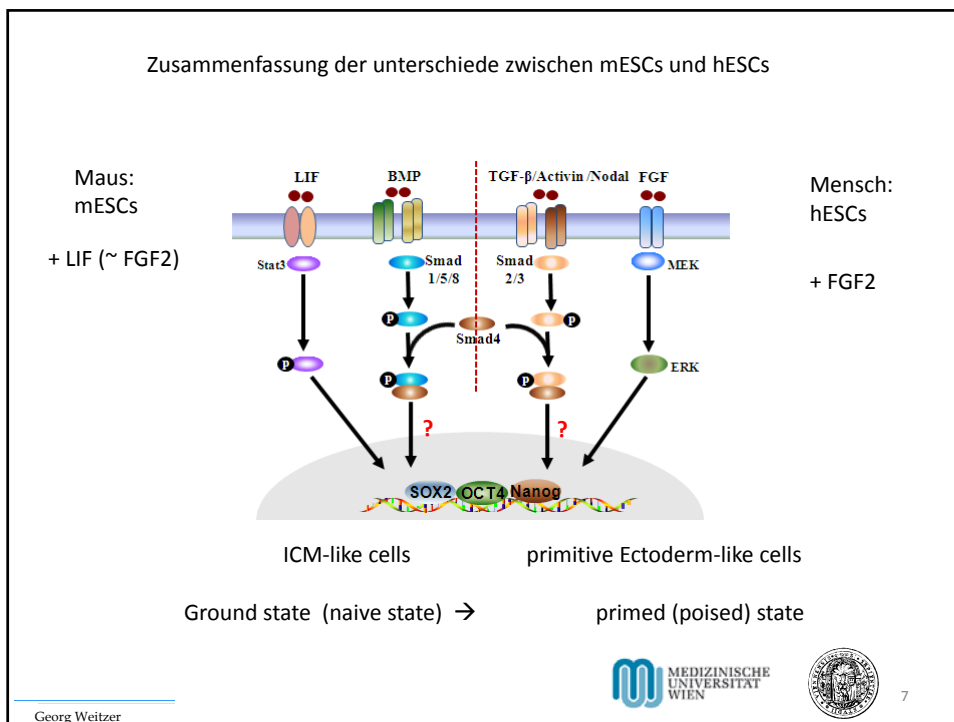 Zusammenfassung der unterschiede zwischen mESCs und hESCs
Maus:
mESCs
+ LIF (~ FGF2)
LIF
BMP
TGF-β/Activin /Nodal
FGF
Mensch:
hESCs
+ FGF2
Stat3
Smad
1/5/8
Smad
2/3
MEK
P
P
Smad4
P
P
P
ERK
?
?
SOX2
OCT4
Nanog
ICM-like cells
primitive Ectoderm-like cells
Ground state (naive state) →
primed (poised) state
MEDIZINISCHE
UNIVERSITÄT
WIEN
7
Georg Weitzer